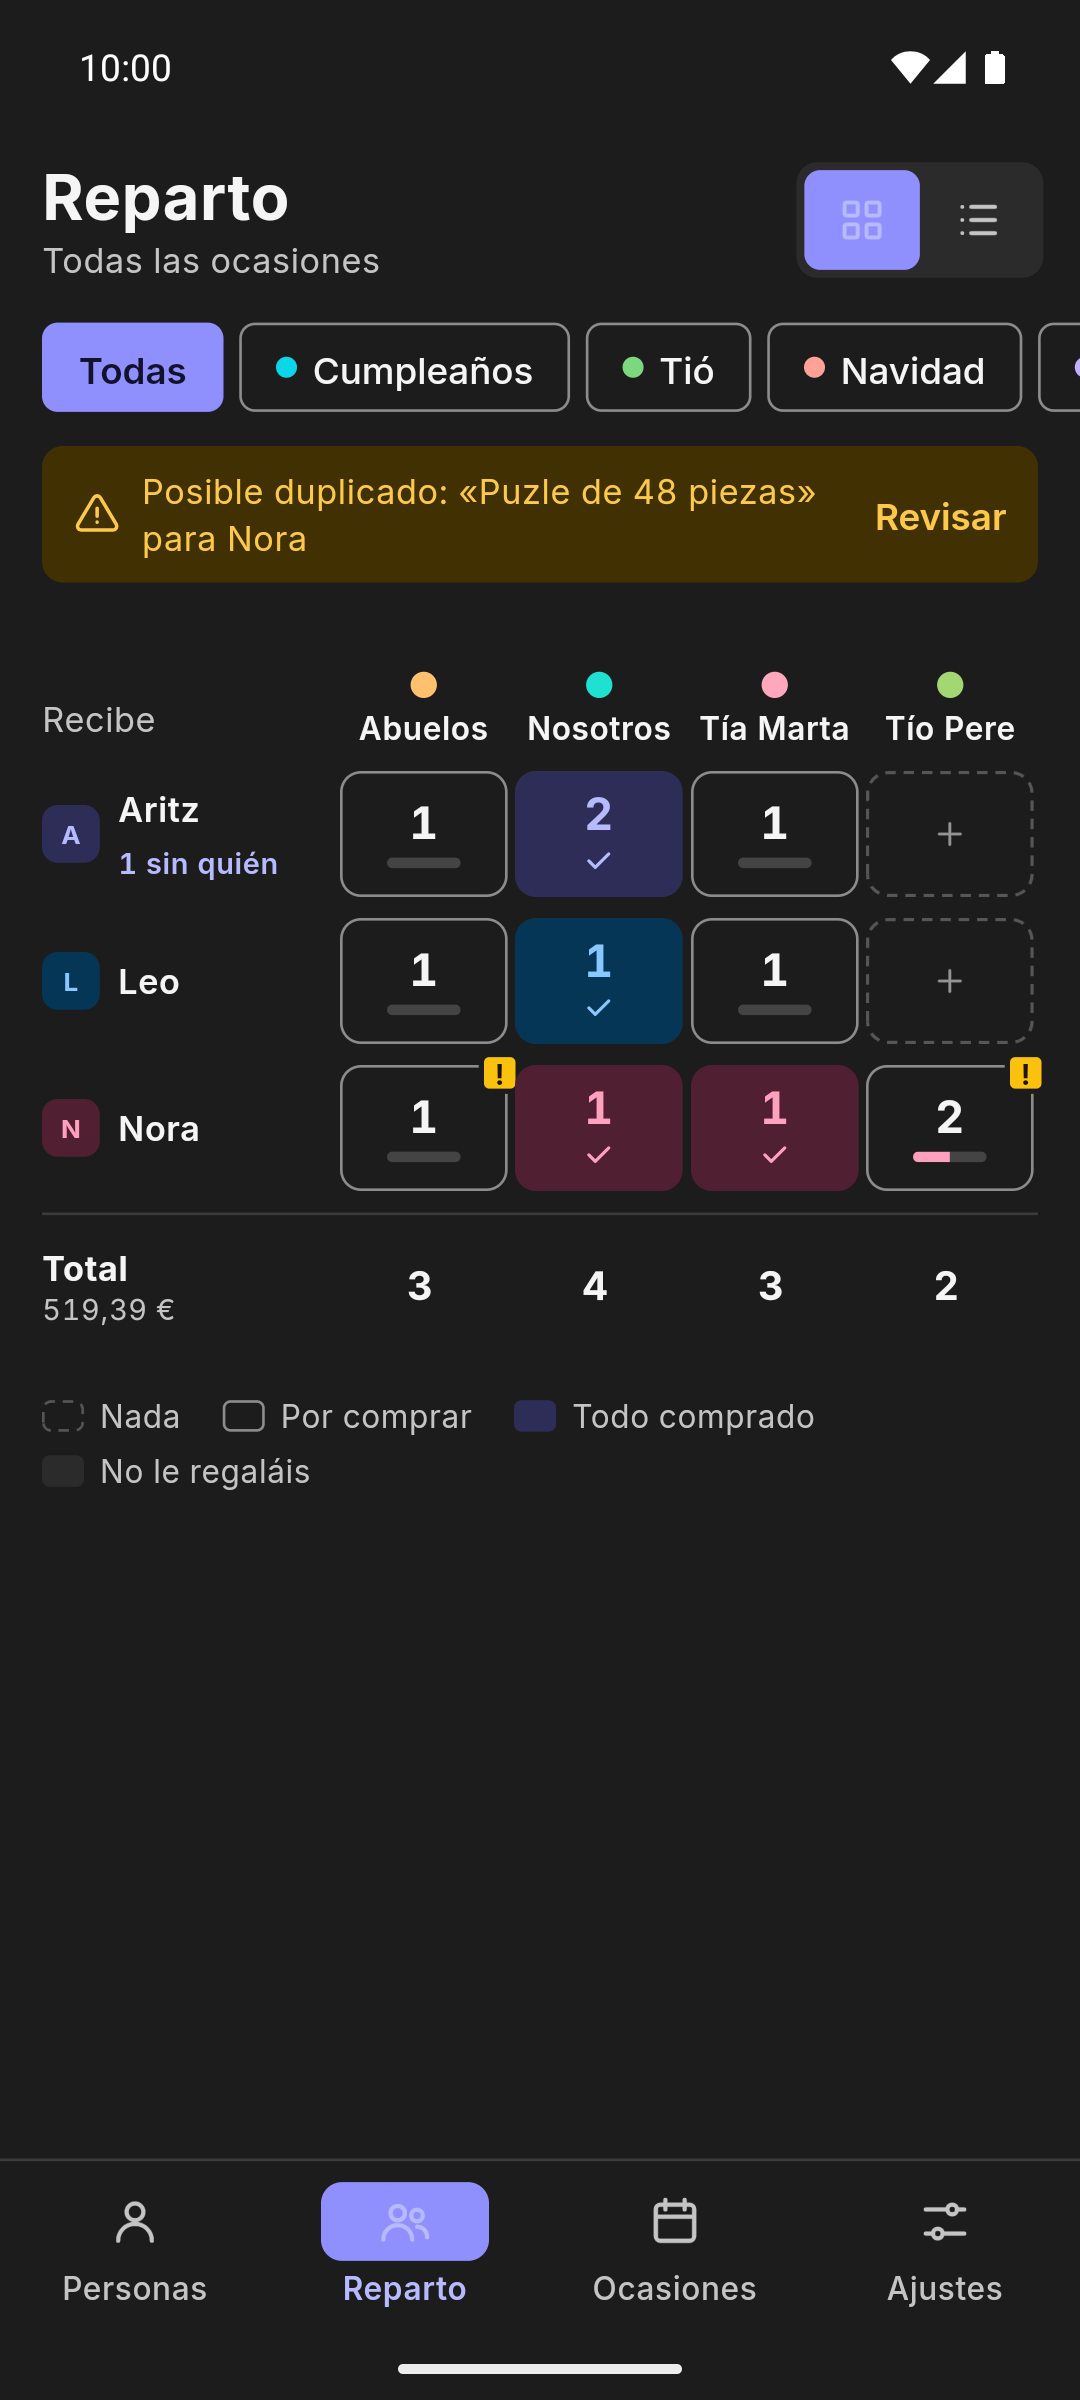 10:00
Reparto
Todas las ocasiones
Todas
Cumpleaños
Tió
Navidad
Posible duplicado: «Puzle de 48 piezas»
para Nora
Revisar
Recibe
Abuelos
Nosotros
Tía Marta
Tío Pere
A
Aritz
1 sin quién
1
2
1
+
L
Leo
1
1
1
+
N
Nora
1
!
1
1
2
!
Total
519,39 €
3
4
3
2
Nada
Por comprar
Todo comprado
No le regaláis
Personas
Reparto
Ocasiones
Ajustes